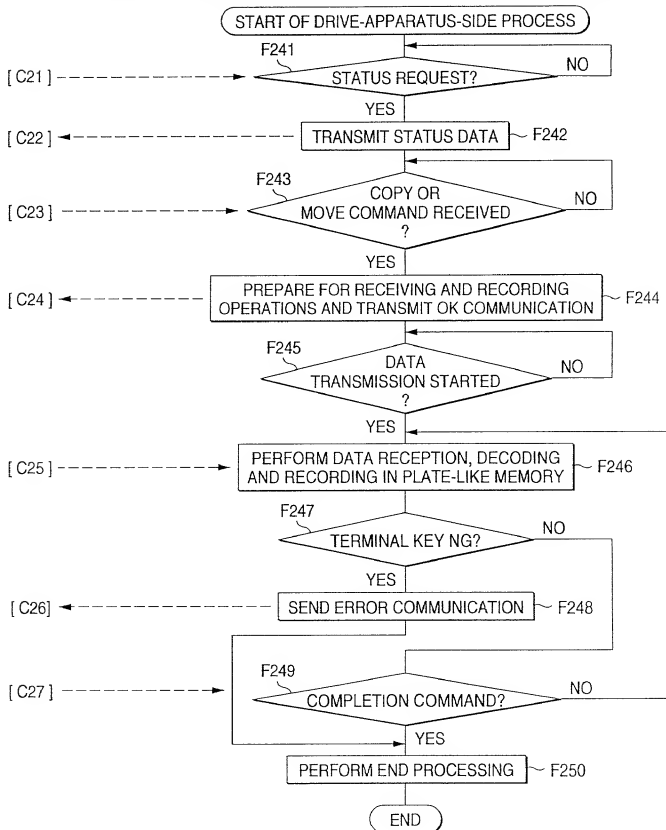 START OF DRIVE-APPARATUS-SIDE PROCESS
F241
[ C21]
STATUS REQUEST?
NO
YES
[ C22]
TRANSMIT STATUS DATA
F242
F243
[ C23]
COPY OR
MOVE COMMAND RECEIVED
?
NO
YES
[ C24]
PREPARE FOR RECEIVING AND RECORDING
OPERATIONS AND TRANSMIT OK COMMUNICATION
F244
F245
DATA
TRANSMISSION STARTED
?
NO
YES
[ C25]
PERFORM DATA RECEPTION, DECODING
AND RECORDING IN PLATE-LIKE MEMORY
F246
F247
TERMINAL KEY NG?
NO
YES
[ C26]
SEND ERROR COMMUNICATION
F248
F249
[ C27]
COMPLETION COMMAND?
NO
YES
PERFORM END PROCESSING
F250
END